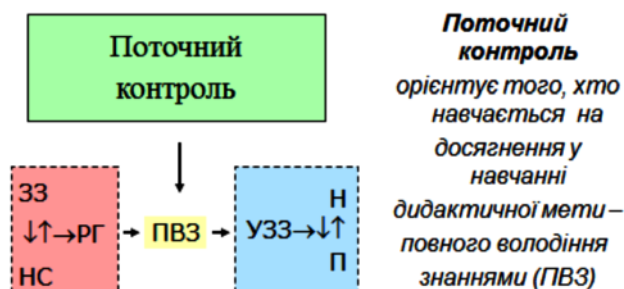 Поточний
контроль
ЗЗ
↓↑→РГ
НС
ПВЗ
Н
УЗЗ→↓↑
П
Поточний
контроль
орієнтує того, хто
навчається на
досягнення у
навчанні
дидактичної мети –
повного володіння
знаннями (ПВЗ)